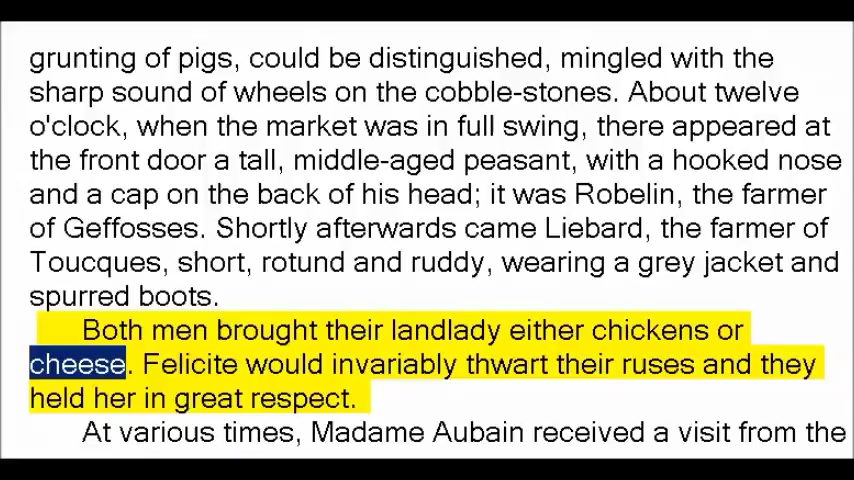 grunting of pigs, could be distinguished, mingled with the
sharp sound of wheels on the cobble-stones. About twelve
o'clock, when the market was in full swing, there appeared at
the front door a tall, middle-aged peasant, with a hooked nose
and a cap on the back of his head; it was Robelin, the farmer
of Geffosses. Shortly afterwards came Liebard, the farmer of
Toucques, short, rotund and ruddy, wearing a grey jacket and
spurred boots.
Both men brought their landlady either chickens or
cheese. Felicite would invariably thwart their ruses and they
held her in great respect.
At various times, Madame Aubain received a visit from the